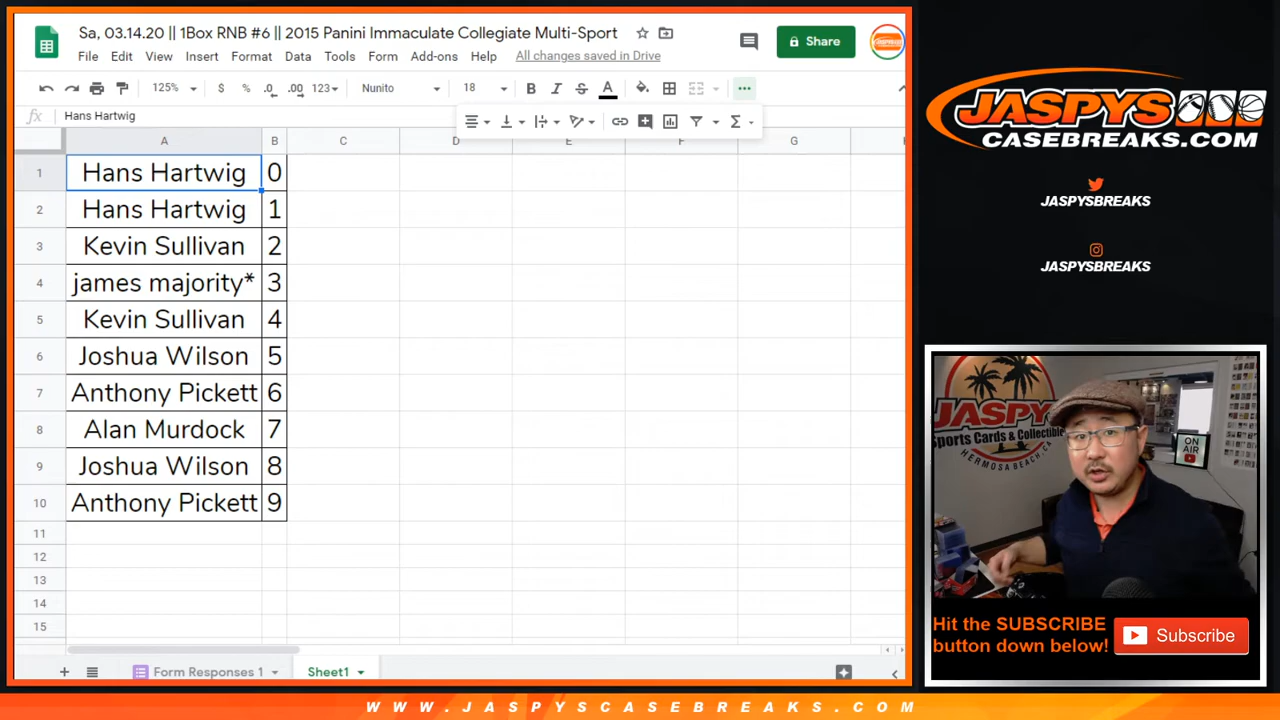 Sa, 03.14.20 || 1Box RNB #6 || 2015 Panini Immaculate Collegiate Multi-Sport
File Edit View Insert Format Data Tools Form Add-ons Help All changes saved in Drive
Share
125% $ % .0 .00 123 Nunito 18 B I S A
fx Hans Hartwig
A B C D E F G
1 Hans Hartwig 0
2 Hans Hartwig 1
3 Kevin Sullivan 2
4 james majority* 3
5 Kevin Sullivan 4
6 Joshua Wilson 5
7 Anthony Pickett 6
8 Alan Murdock 7
9 Joshua Wilson 8
10 Anthony Pickett 9
11
12
13
14
15
Form Responses 1 Sheet1
JASPYS
CASEBREAKS.COM
JASPYSBREAKS
JASPYSBREAKS
JASPYS
Sports Cards & Collectible
HERMOSA BEACH, CA
ON AIR
Hit the SUBSCRIBE
button down below!
Subscribe
WWW.JASPYSCASEBREAKS.COM